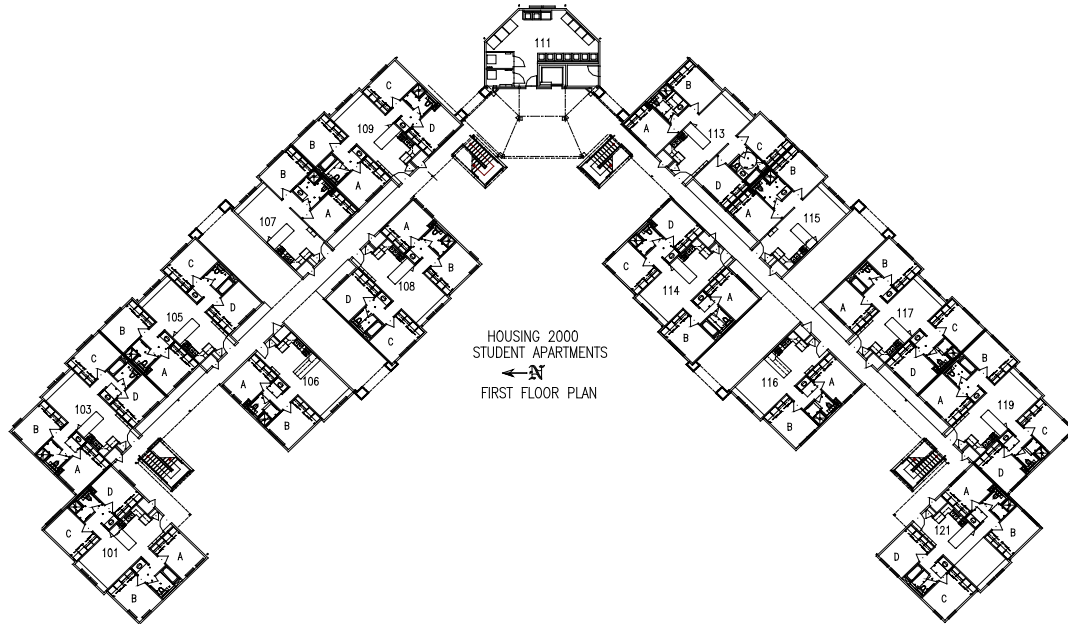 111
C
B
109
D
113
A
B
C
B
A
D
B
107
A
A
115
A
D
C
B
C
B
108
114
A
B
C
D
105
D
A
117
C
B
C
HOUSING 2000
STUDENT APARTMENTS
N
FIRST FLOOR PLAN
B
C
A
106
D
116
A
D
B
A
103
A
A
119
C
B
B
B
A
D
D
A
C
101
A
121
B
D
B
C